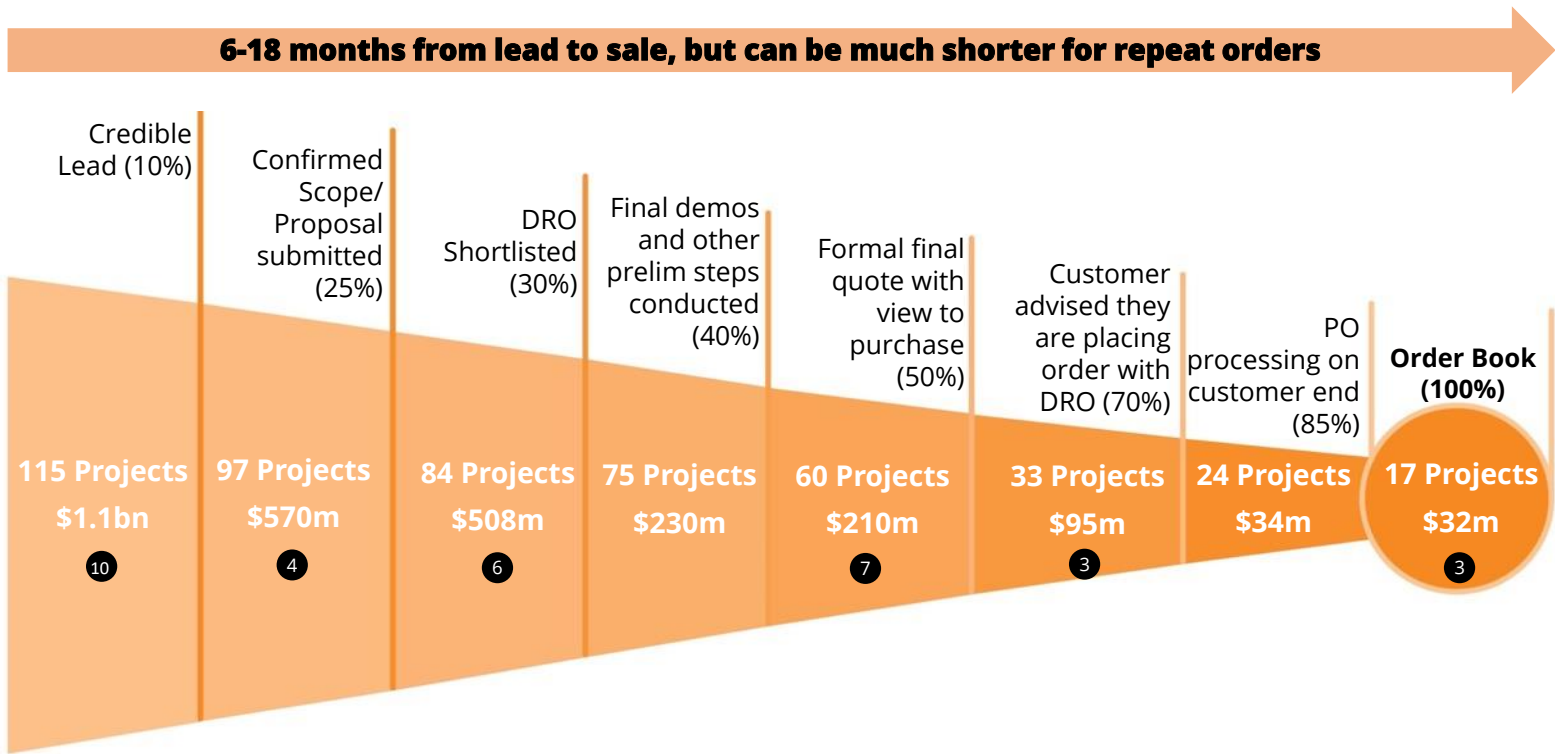 6-18 months from lead to sale, but can be much shorter for repeat orders
Credible
Lead (10%)
Confirmed
Scope/
Proposal
submitted
(25%)
DRO
Shortlisted
(30%)
Final demos
and other
prelim steps
conducted
(40%)
Formal final
quote with
view to
purchase
(50%)
Customer
advised they
are placing
order with
DRO (70%)
PO
processing on
customer end
(85%)
Order Book
(100%)
115 Projects
$1.1bn
10
97 Projects
$570m
4
84 Projects
$508m
6
75 Projects
$230m
60 Projects
$210m
7
33 Projects
$95m
3
24 Projects
$34m
17 Projects
$32m
3